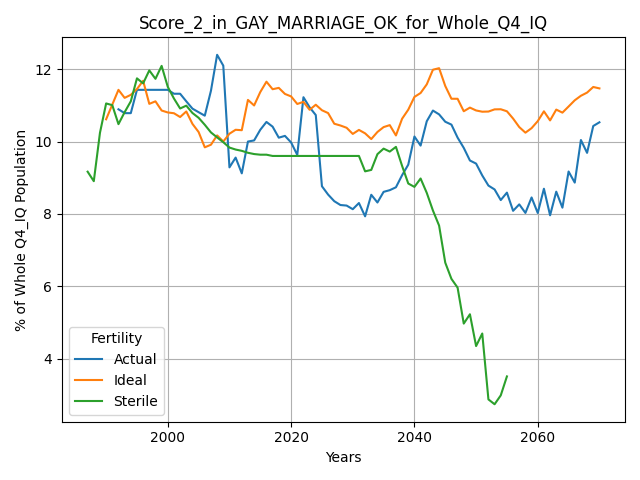 Score_2_in_GAY_MARRIAGE_OK_for_Whole_Q4_IQ
% of Whole Q4_IQ Population
12
10
8
6
4
Fertility
Actual
Ideal
Sterile
2000 2020 2040 2060
Years